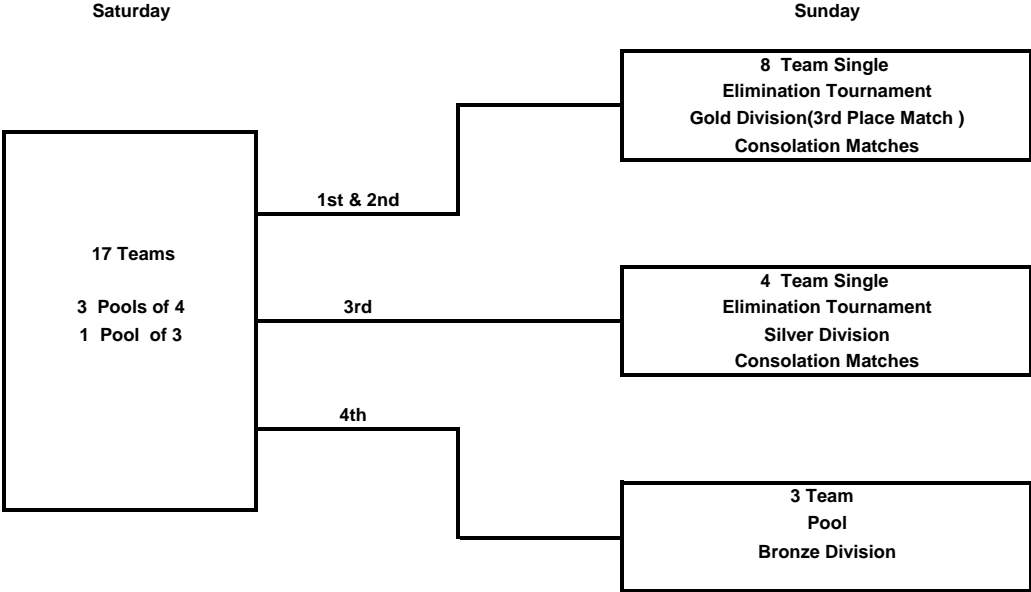 Saturday
Sunday
8 Team Single
Elimination Tournament
Gold Division(3rd Place Match )
Consolation Matches
1st & 2nd
17 Teams
3 Pools of 4
1 Pool of 3
3rd
4 Team Single
Elimination Tournament
Silver Division
Consolation Matches
4th
3 Team
Pool
Bronze Division